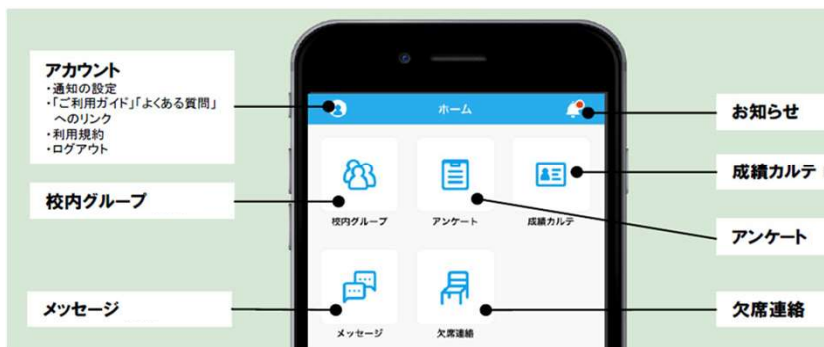 アカウント
・通知の設定
・「ご利用ガイド」「よくある質問」
へのリンク
・利用規約
・ログアウト
校内グループ
メッセージ
ホーム
校内グループ
アンケート
成績カルテ
メッセージ
欠席連絡
お知らせ
成績カルテ
アンケート
欠席連絡